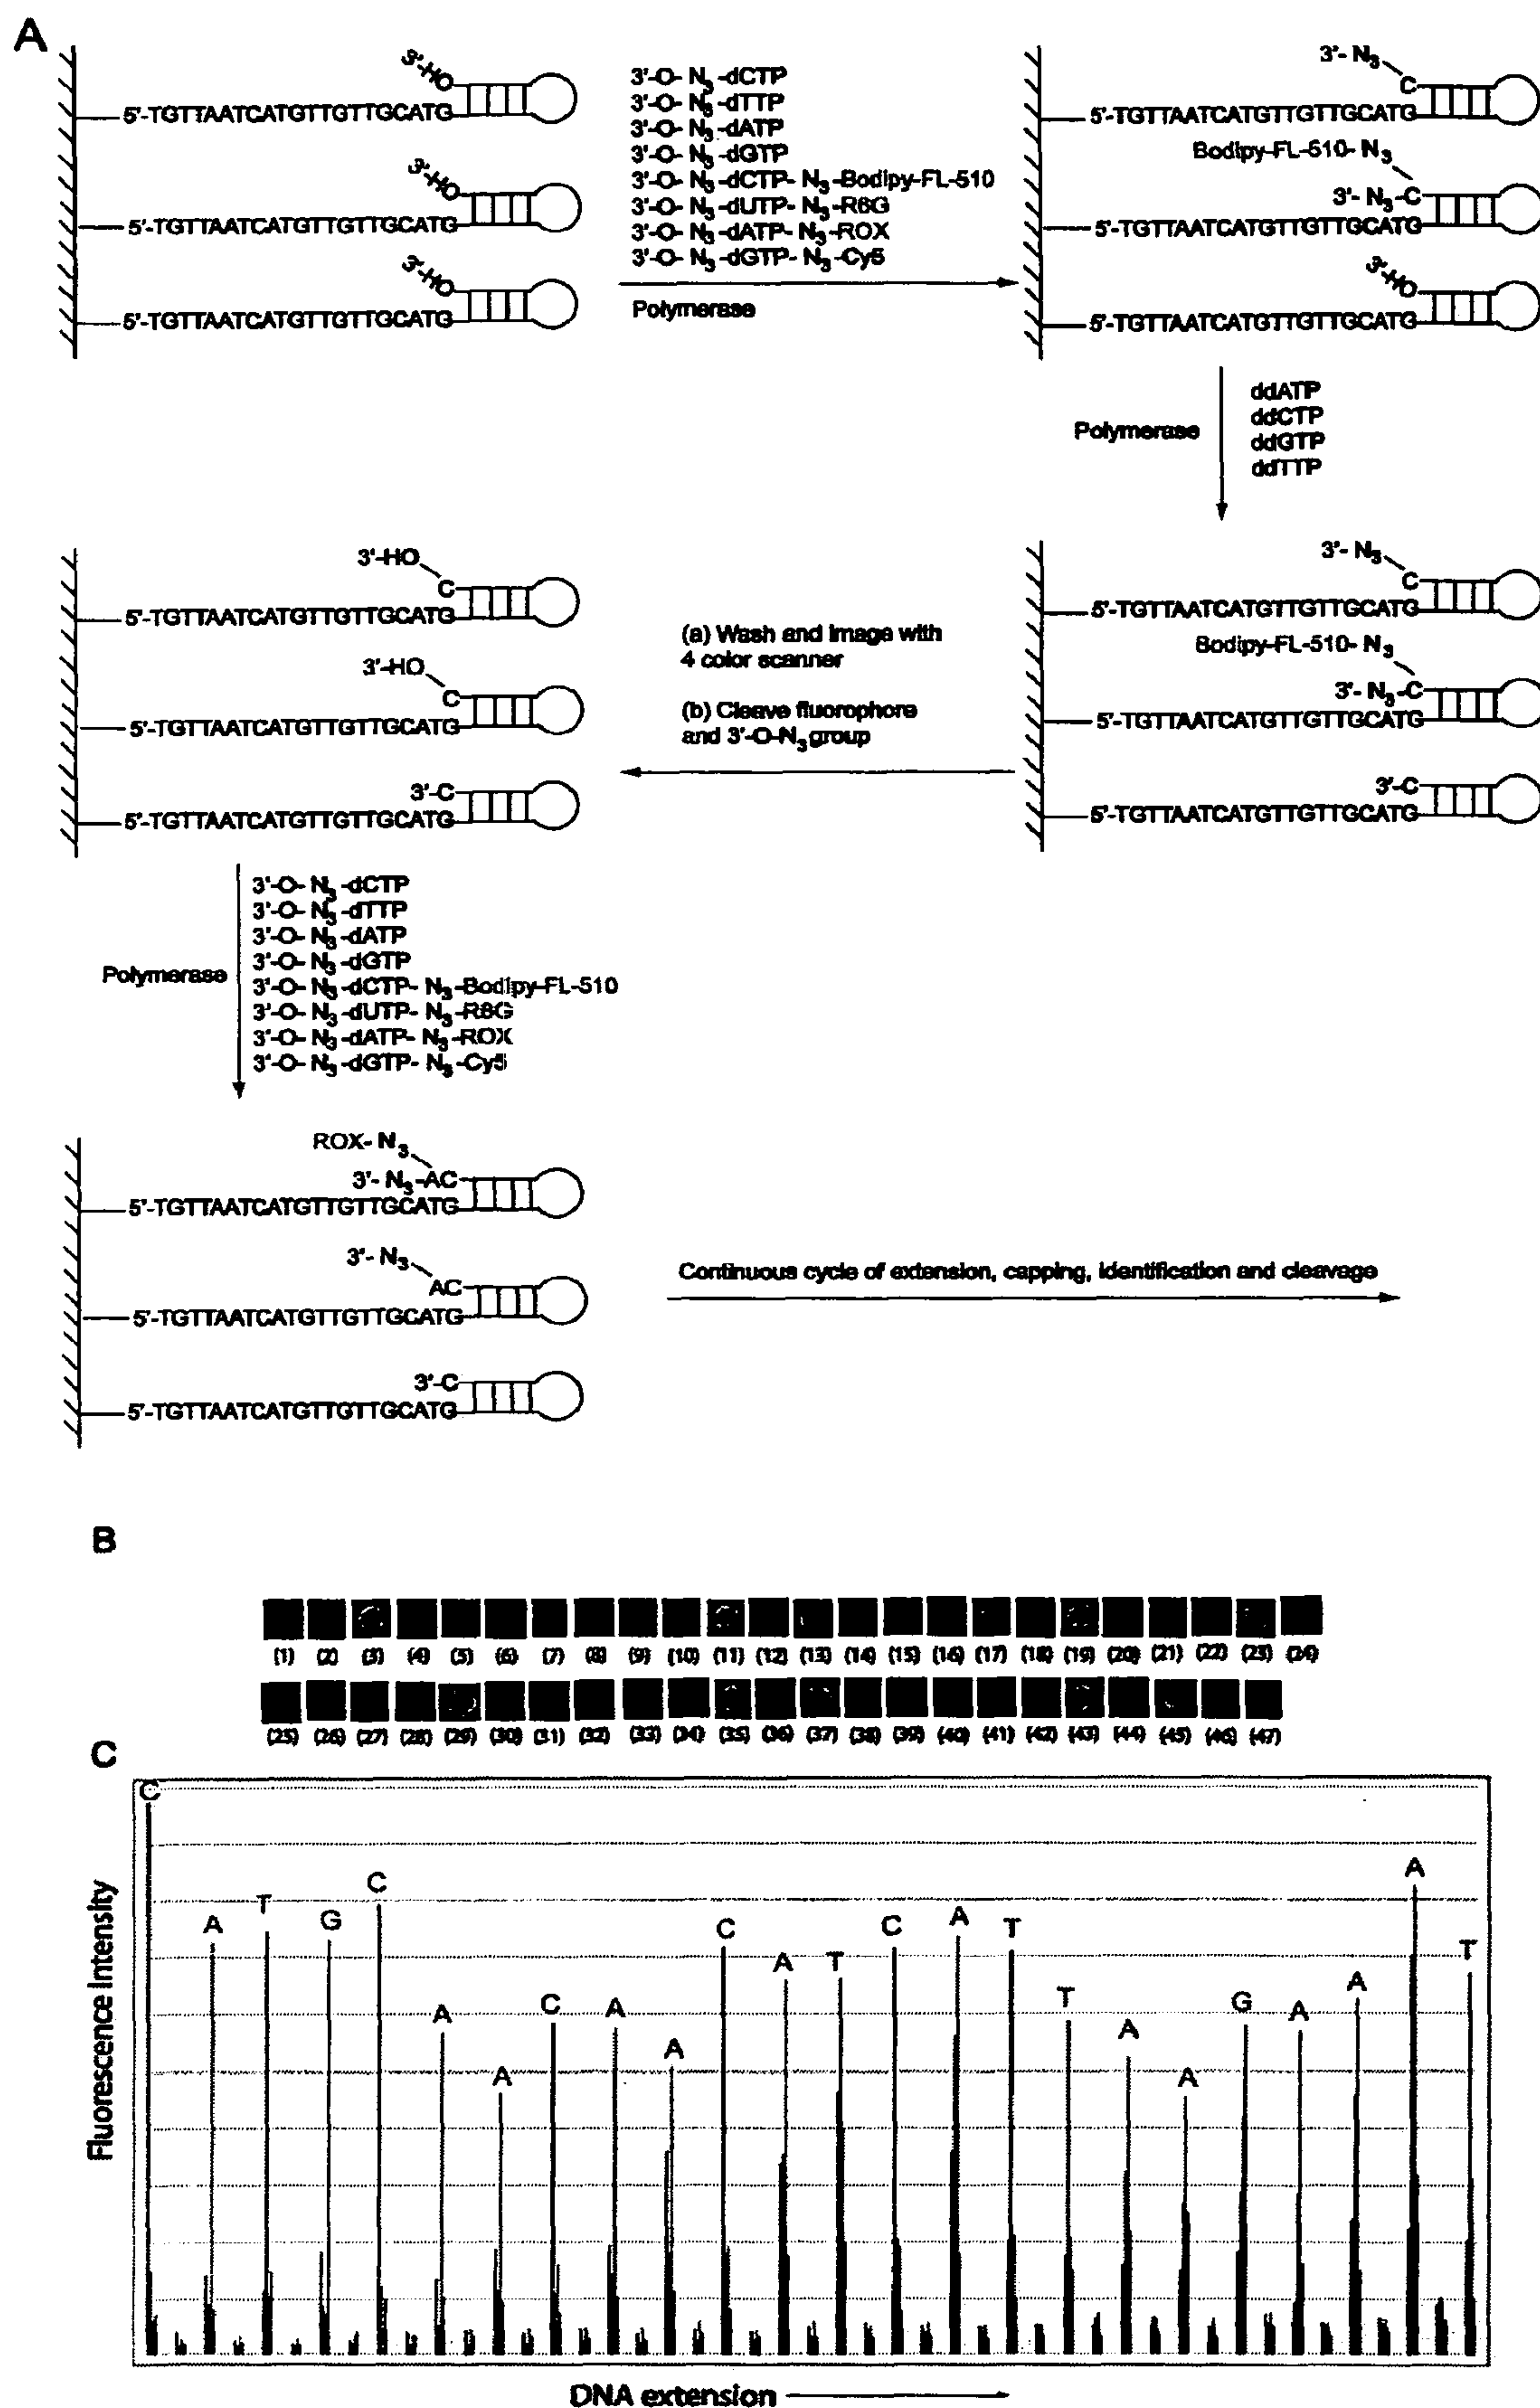 A
3'-HO
5'-TGTTAATCATGTTGTTGCATG
3'-HO
5'-TGTTAATCATGTTGTTGCATG
3'-HO
5'-TGTTAATCATGTTGTTGCATG
3'-O- N3 -dCTP
3'-O- N3 -dTTP
3'-O- N3 -dATP
3'-O- N3 -dGTP
3'-O- N3 -dCTP- N3 -Bodipy-FL-510
3'-O- N3 -dUTP- N3 -R6G
3'-O- N3 -dATP- N3 -ROX
3'-O- N3 -dGTP- N3 -Cy5
Polymerase
3'- N3
C
5'-TGTTAATCATGTTGTTGCATG
Bodipy-FL-510- N3
3'- N3-C
5'-TGTTAATCATGTTGTTGCATG
3'-HO
5'-TGTTAATCATGTTGTTGCATG
Polymerase
ddATP
ddCTP
ddGTP
ddTTP
3'- N3
C
5'-TGTTAATCATGTTGTTGCATG
Bodipy-FL-510- N3
3'- N3-C
5'-TGTTAATCATGTTGTTGCATG
3'-C
5'-TGTTAATCATGTTGTTGCATG
(a) Wash and image with
4 color scanner
(b) Cleave fluorophore
and 3'-O-N3 group
3'-HO
C
5'-TGTTAATCATGTTGTTGCATG
3'-HO
C
5'-TGTTAATCATGTTGTTGCATG
3'-C
5'-TGTTAATCATGTTGTTGCATG
Polymerase
3'-O- N3 -dCTP
3'-O- N3 -dTTP
3'-O- N3 -dATP
3'-O- N3 -dGTP
3'-O- N3 -dCTP- N3 -Bodipy-FL-510
3'-O- N3 -dUTP- N3 -R6G
3'-O- N3 -dATP- N3 -ROX
3'-O- N3 -dGTP- N3 -Cy5
ROX- N3
3'- N3-AC
5'-TGTTAATCATGTTGTTGCATG
3'- N3
AC
5'-TGTTAATCATGTTGTTGCATG
3'-C
5'-TGTTAATCATGTTGTTGCATG
Continuous cycle of extension, capping, identification and cleavage
B
(1) (2) (3) (4) (5) (6) (7) (8) (9) (10) (11) (12) (13) (14) (15) (16) (17) (18) (19) (20) (21) (22) (23) (24)
(25) (26) (27) (28) (29) (30) (31) (32) (33) (34) (35) (36) (37) (38) (39) (40) (41) (42) (43) (44) (45) (46) (47)
C
Fluorescence Intensity
C A T G C A A C A A C A T C A T T A A G A A A T
DNA extension